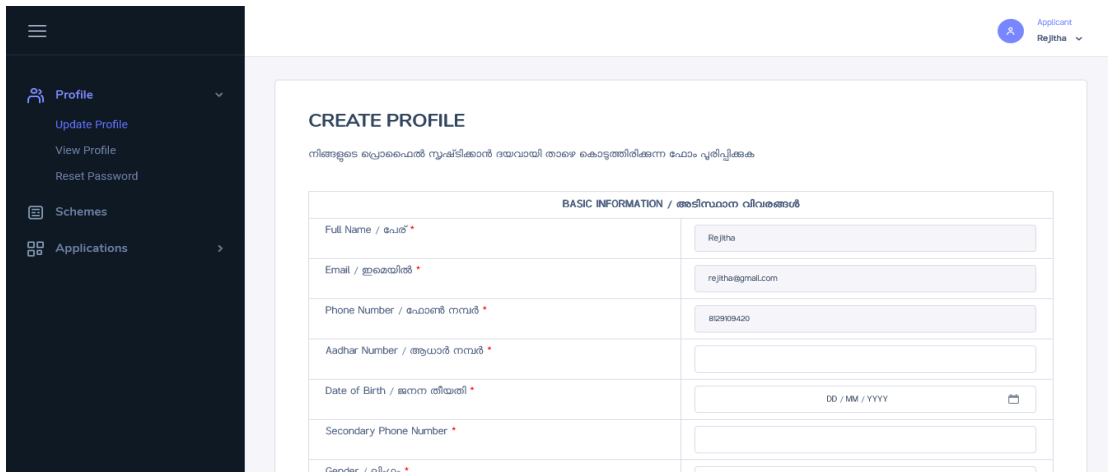 Applicant
Rejitha
Profile
Update Profile
View Profile
Reset Password
Schemes
Applications
CREATE PROFILE
നിങ്ങളുടെ പ്രൊഫൈൽ സൃഷ്ടിക്കാൻ ദയവായി താഴെ കൊടുത്തിരിക്കുന്ന ഫോം പൂരിപ്പിക്കുക
BASIC INFORMATION / അടിസ്ഥാന വിവരങ്ങൾ
Full Name / പേര് * Rejitha
Email / ഇമെയിൽ * rejitha@gmail.com
Phone Number / ഫോൺ നമ്പർ * 8129109420
Aadhar Number / ആധാർ നമ്പർ *
Date of Birth / ജനന തീയതി * DD / MM / YYYY
Secondary Phone Number *
Gender / ലിംഗം *